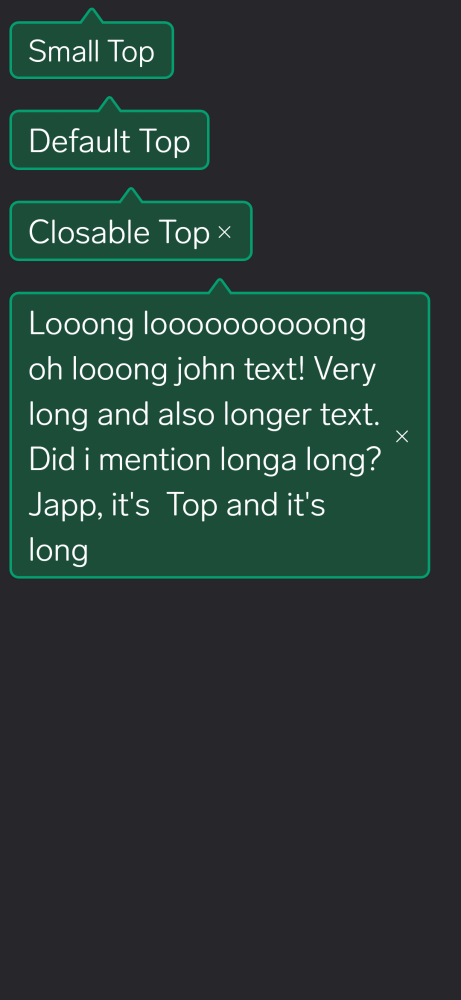 Small Top
Default Top
Closable Top ×
Looong looooooooooong
oh looong john text! Very
long and also longer text.
Did i mention longa long?
Japp, it's  Top and it's
long